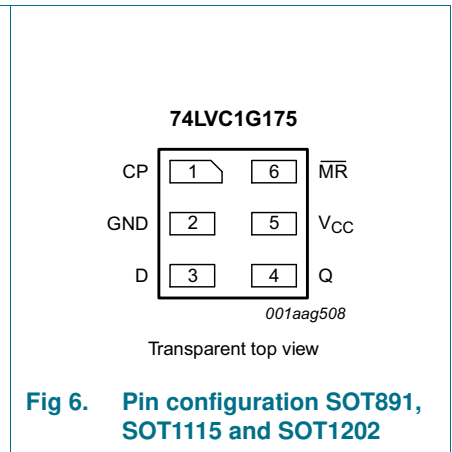 74LVC1G175
CP 1 6 M̅R̅
GND 2 5 VCC
D 3 4 Q
001aag508
Transparent top view
Fig 6. Pin configuration SOT891,
SOT1115 and SOT1202